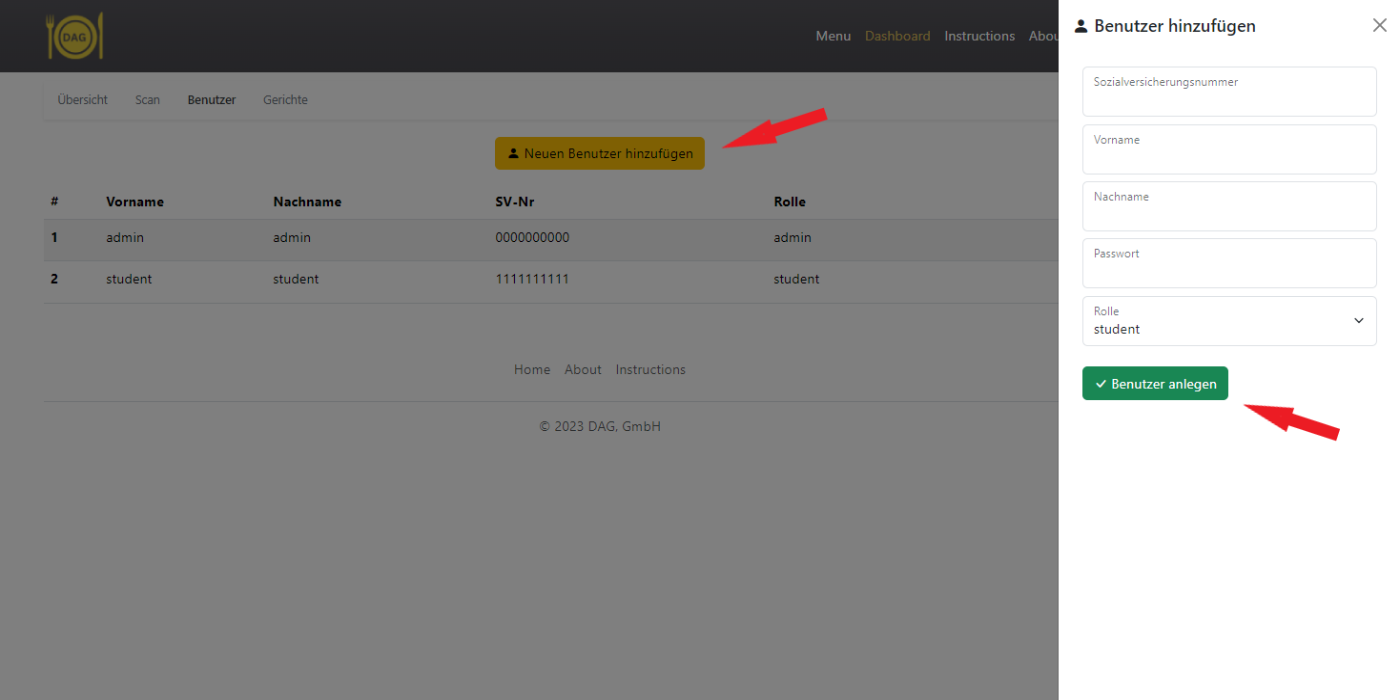 DAG
Menu Dashboard Instructions Abou
Benutzer hinzufügen
Übersicht Scan Benutzer Gerichte
Neuen Benutzer hinzufügen
# Vorname Nachname SV-Nr Rolle
1 admin admin 0000000000 admin
2 student student 1111111111 student
Home About Instructions
© 2023 DAG, GmbH
Sozialversicherungsnummer
Vorname
Nachname
Passwort
Rolle
student
Benutzer anlegen